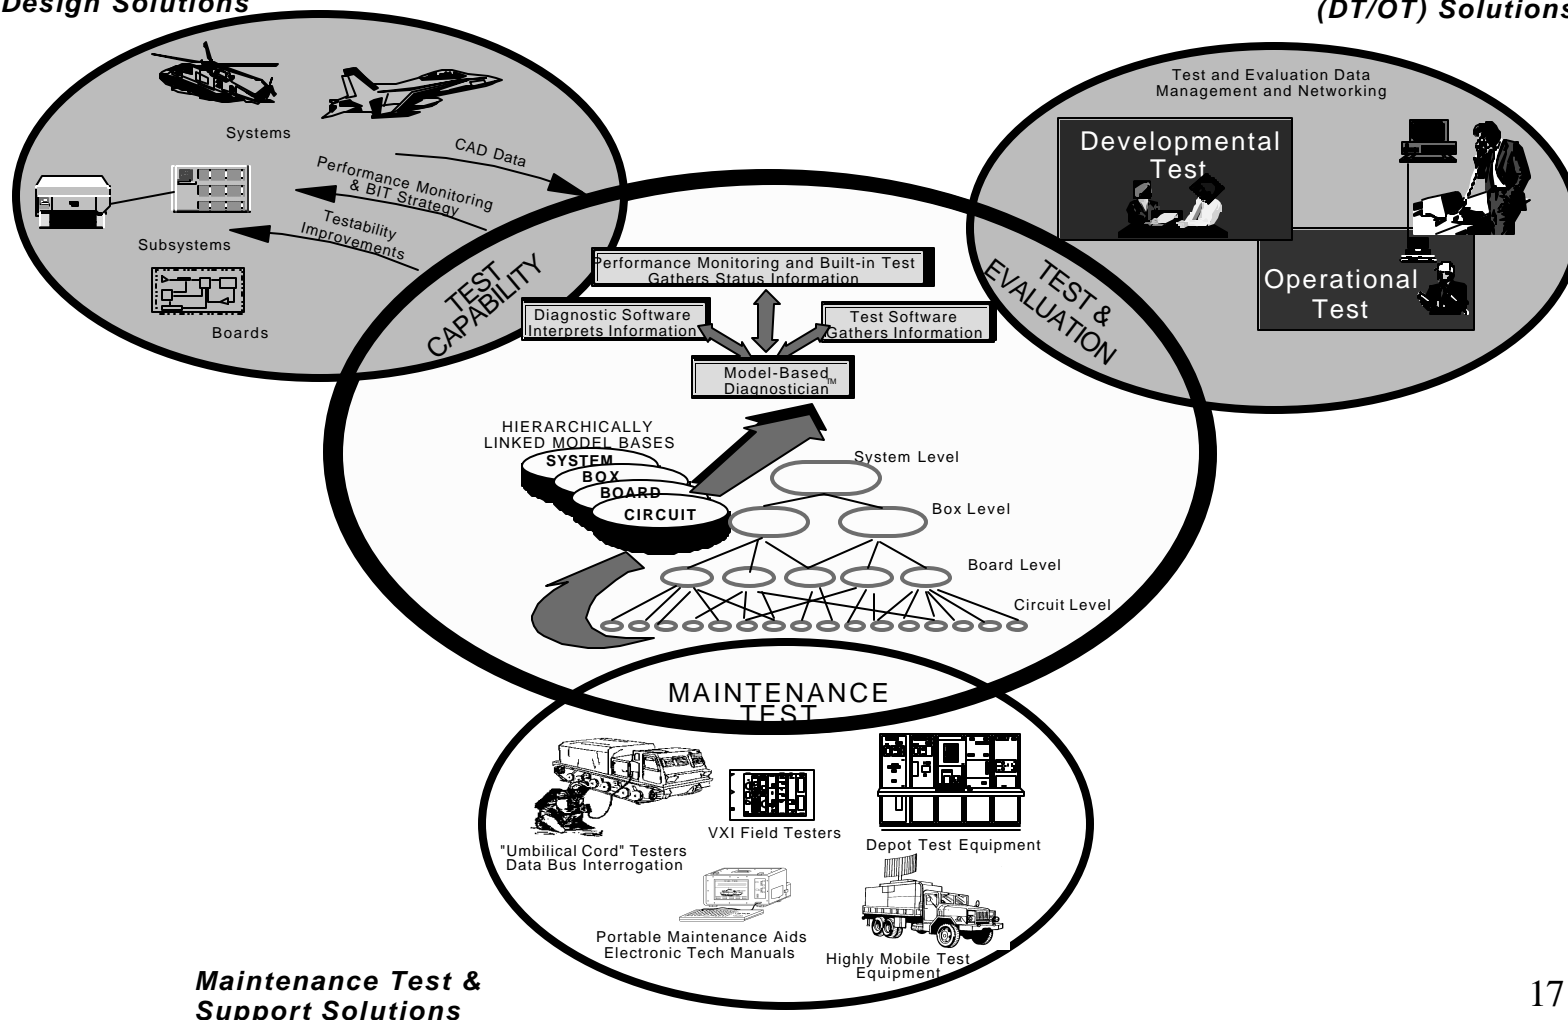 Design Solutions
(DT/OT) Solutions
Systems
CAD Data
Performance Monitoring
& BIT Strategy
Testability
Improvements
Subsystems
Boards
TEST
CAPABILITY
Test and Evaluation Data
Management and Networking
Developmental
Test
Operational
Test
TEST &
EVALUATION
Performance Monitoring and Built-in Test
Gathers Status Information
Diagnostic Software
Interprets Information
Test Software
Gathers Information
Model-Based
Diagnostician™
HIERARCHICALLY
LINKED MODEL BASES
SYSTEM
BOX
BOARD
CIRCUIT
System Level
Box Level
Board Level
Circuit Level
MAINTENANCE
TEST
"Umbilical Cord" Testers
Data Bus Interrogation
VXI Field Testers
Depot Test Equipment
Portable Maintenance Aids
Electronic Tech Manuals
Highly Mobile Test
Equipment
Maintenance Test &
Support Solutions
17